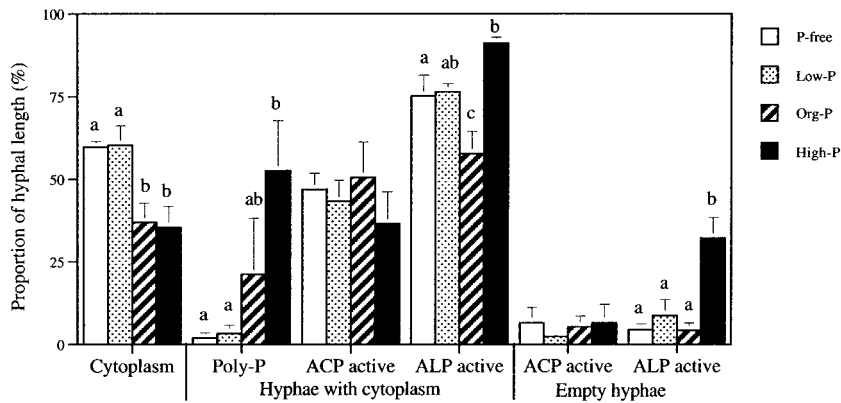 100
75
50
25
0
Proportion of hyphal length (%)
a a b b
a a ab b
a ab c b
a a a b
Cytoplasm Poly-P ACP active ALP active ACP active ALP active
Hyphae with cytoplasm Empty hyphae
P-free
Low-P
Org-P
High-P